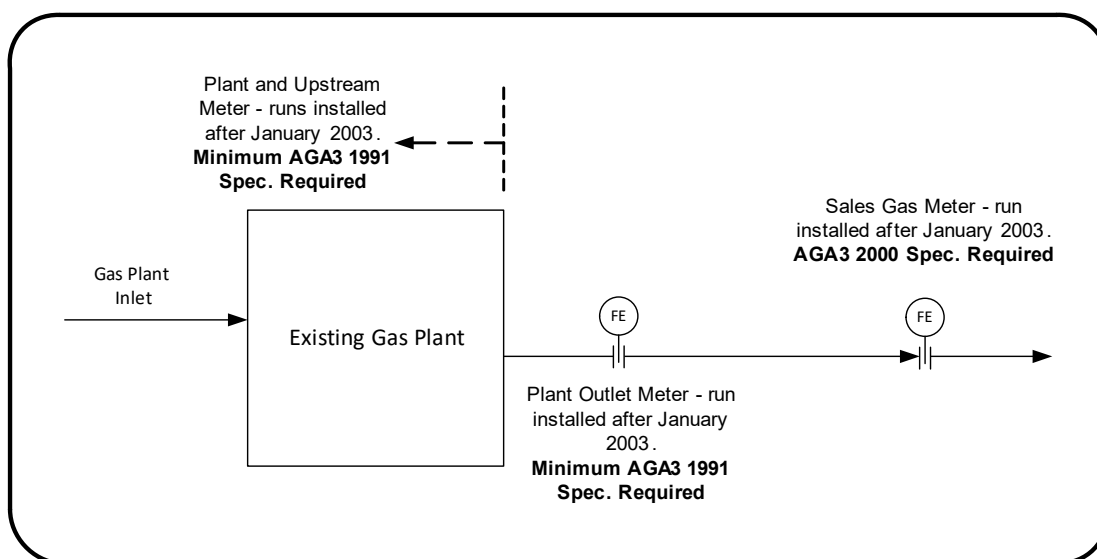 Plant and Upstream
Meter - runs installed
after January 2003.
Minimum AGA3 1991
Spec. Required
Sales Gas Meter - run
installed after January 2003.
AGA3 2000 Spec. Required
Gas Plant
Inlet
Existing Gas Plant
FE
FE
Plant Outlet Meter - run
installed after January
2003.
Minimum AGA3 1991
Spec. Required